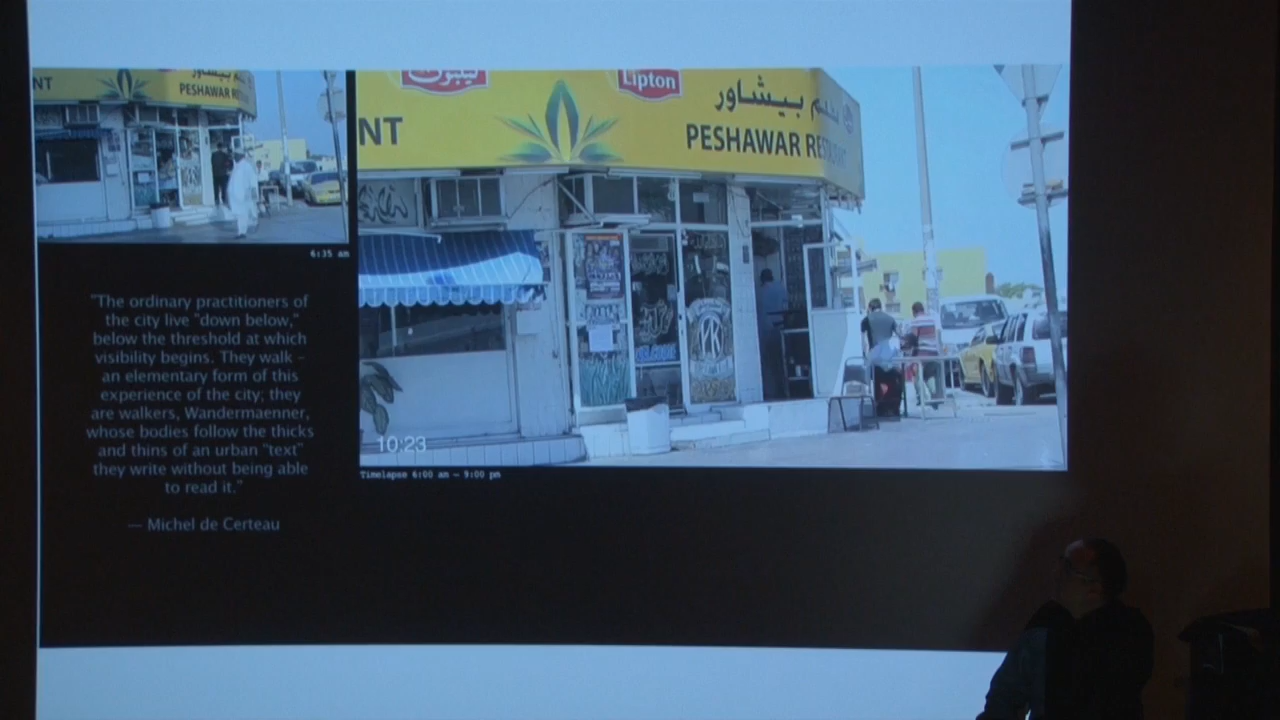 NT
PESHAWAR RE
6:35 am
"The ordinary practitioners of
the city live "down below,"
below the threshold at which
visibility begins. They walk –
an elementary form of this
experience of the city; they
are walkers, Wandermaenner,
whose bodies follow the thicks
and thins of an urban "text"
they write without being able
to read it."
— Michel de Certeau
ليبتون
Lipton
بيشاور
NT
PESHAWAR RES
10:23
Timelapse 6:00 am – 9:00 pm